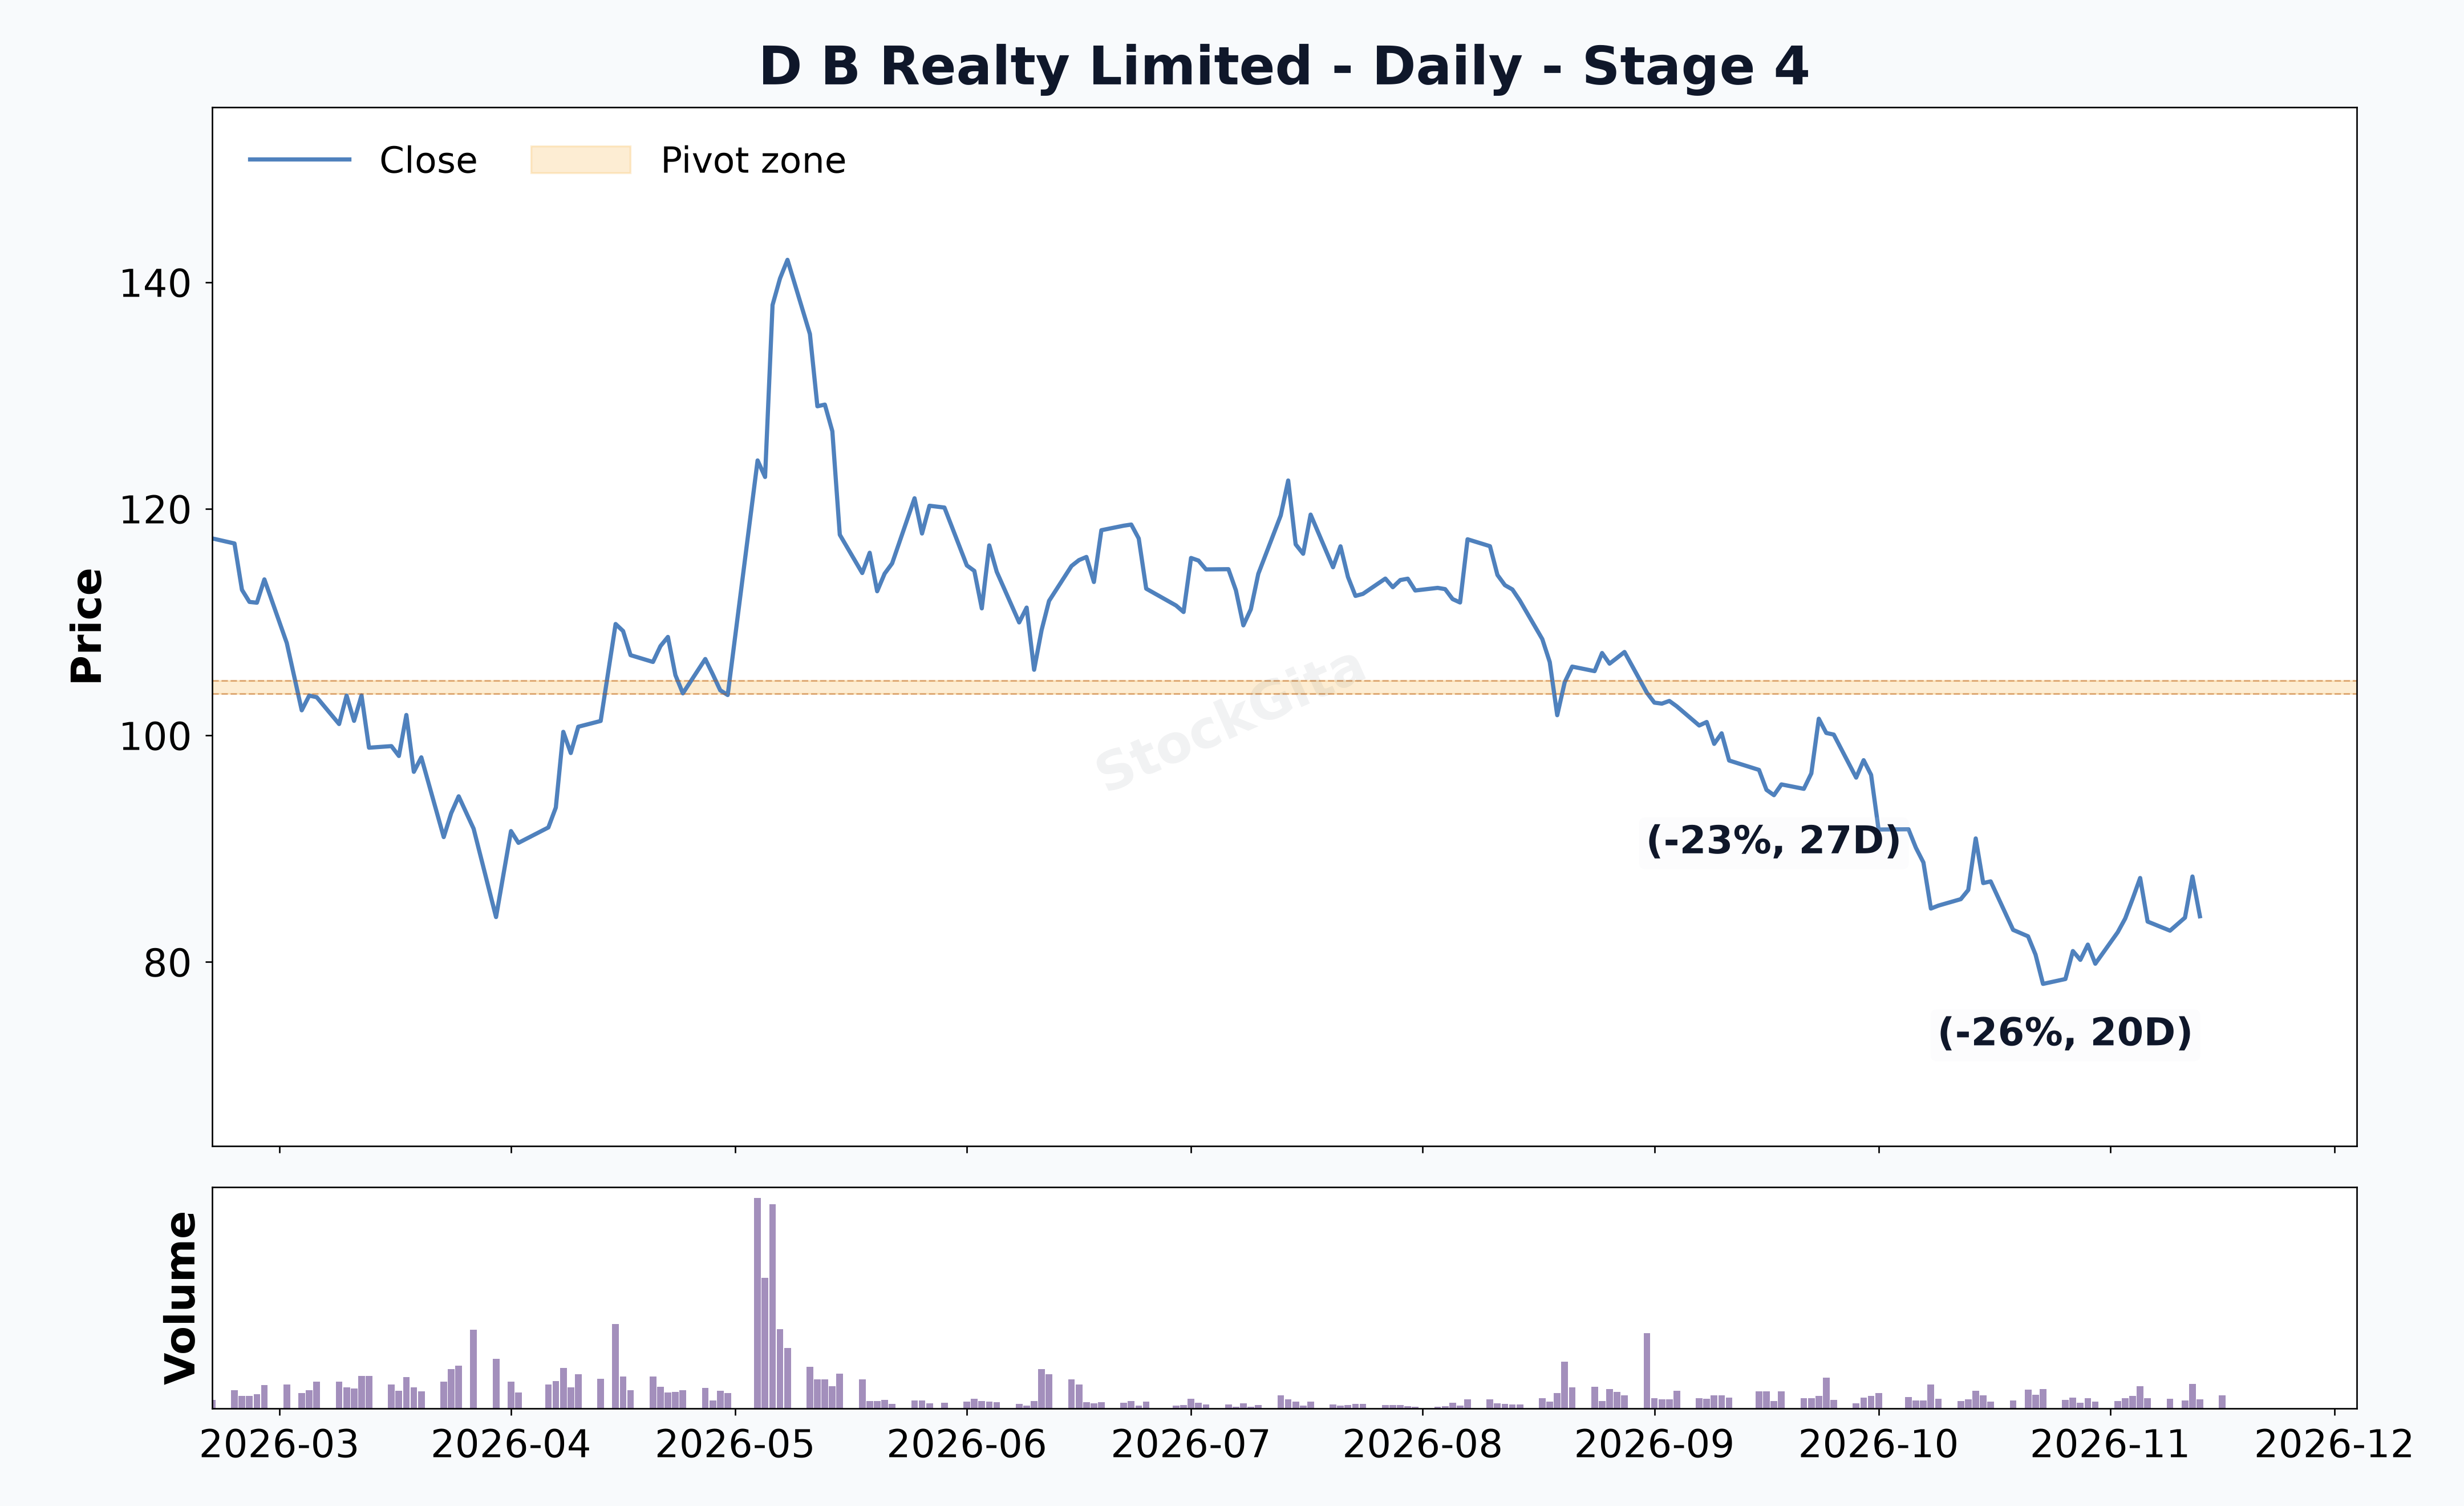 D B Realty Limited - Daily - Stage 4
Close
Pivot zone
Price
140
120
100
80
StockGita
(-23%, 27D)
(-26%, 20D)
Volume
2026-03
2026-04
2026-05
2026-06
2026-07
2026-08
2026-09
2026-10
2026-11
2026-12